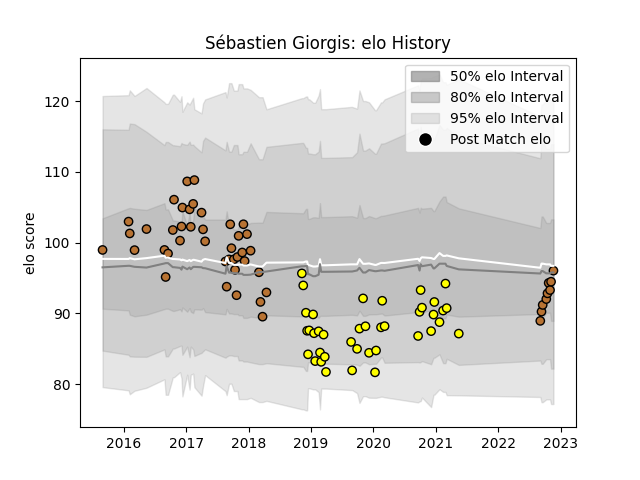 Sébastien Giorgis: elo History
50% elo Interval
80% elo Interval
95% elo Interval
Post Match elo
elo score
120
110
100
90
80
2016 2017 2018 2019 2020 2021 2022 2023